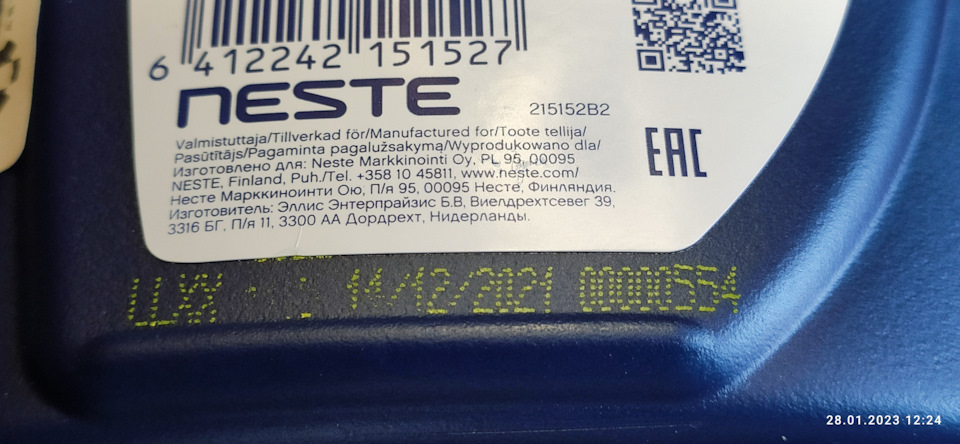 6 412242 151527
NESTE
215152B2
Valmistuttaja/Tillverkad för/Manufactured for/Toote tellija/
Pasūtītājs/Pagaminta pagal užsakymą/Wyprodukowano dla/
Изготовлено для: Neste Markkinointi Oy, PL 95, 00095
NESTE, Finland, Puh./Tel. +358 10 45811, www.neste.com/
Несте Марккиноинти Ою, П/я 95, 00095 Несте, Финляндия.
Изготовитель: Эллис Энтерпрайзис Б.В, Виелдрехтсевег 39,
3316 БГ, П/я 11, 3300 АА Дордрехт, Нидерланды.
EAC
14/12/2021 00000554
28.01.2023 12:24